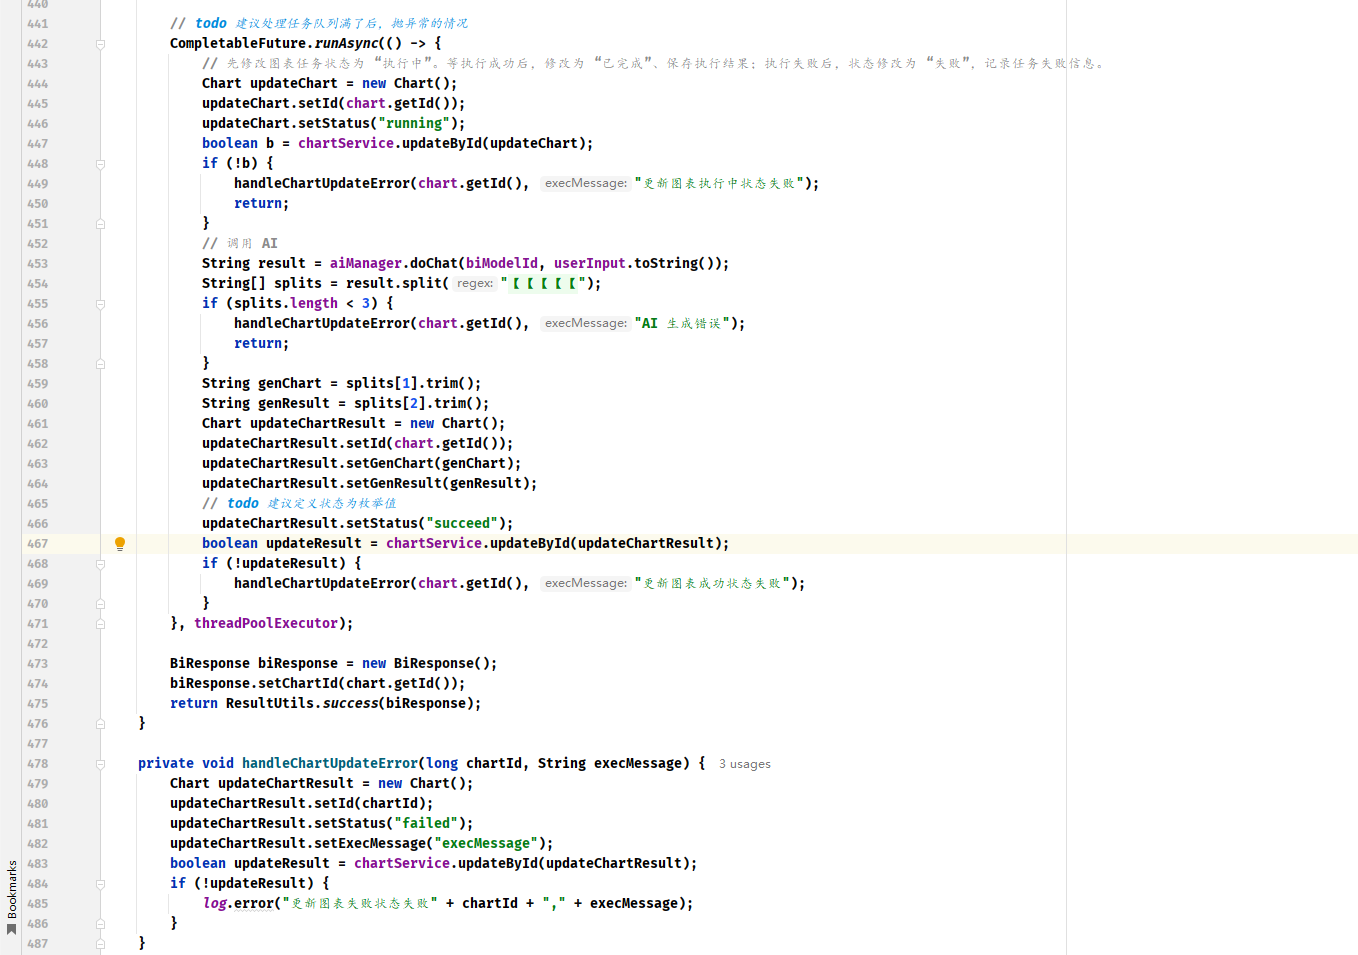 440
441 // todo 建议处理任务队列满了后，抛异常的情况
442 CompletableFuture.runAsync(() -> {
443 // 先修改图表任务状态为 “执行中”。等执行成功后，修改为 “已完成”、保存执行结果；执行失败后，状态修改为 “失败”，记录任务失败信息。
444 Chart updateChart = new Chart();
445 updateChart.setId(chart.getId());
446 updateChart.setStatus("running");
447 boolean b = chartService.updateById(updateChart);
448 if (!b) {
449 handleChartUpdateError(chart.getId(), execMessage: "更新图表执行中状态失败");
450 return;
451 }
452 // 调用 AI
453 String result = aiManager.doChat(biModelId, userInput.toString());
454 String[] splits = result.split( regex: "【【【【【");
455 if (splits.length < 3) {
456 handleChartUpdateError(chart.getId(), execMessage: "AI 生成错误");
457 return;
458 }
459 String genChart = splits[1].trim();
460 String genResult = splits[2].trim();
461 Chart updateChartResult = new Chart();
462 updateChartResult.setId(chart.getId());
463 updateChartResult.setGenChart(genChart);
464 updateChartResult.setGenResult(genResult);
465 // todo 建议定义状态为枚举值
466 updateChartResult.setStatus("succeed");
467 boolean updateResult = chartService.updateById(updateChartResult);
468 if (!updateResult) {
469 handleChartUpdateError(chart.getId(), execMessage: "更新图表成功状态失败");
470 }
471 }, threadPoolExecutor);
472
473 BiResponse biResponse = new BiResponse();
474 biResponse.setChartId(chart.getId());
475 return ResultUtils.success(biResponse);
476 }
477
478 private void handleChartUpdateError(long chartId, String execMessage) { 3 usages
479 Chart updateChartResult = new Chart();
480 updateChartResult.setId(chartId);
481 updateChartResult.setStatus("failed");
482 updateChartResult.setExecMessage("execMessage");
483 boolean updateResult = chartService.updateById(updateChartResult);
484 if (!updateResult) {
485 log.error("更新图表失败状态失败" + chartId + "," + execMessage);
486 }
487 }
Bookmarks